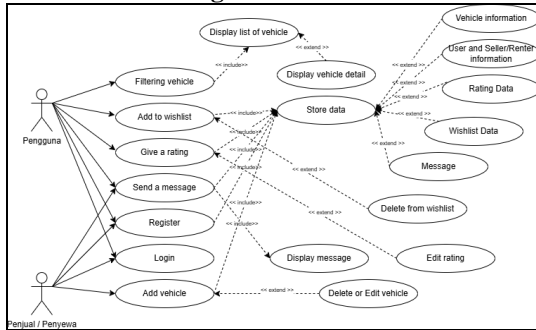 Vehicle information
Display list of vehicle
<< extend >>
User and Seller/Renter
information
<< include>>
<< extend >>
<< extend >>
Filtering vehicle
Display vehicle detail
<< extend >>
Rating Data
Add to wishlist
<< include>>
Store data
<< extend >>
Wishlist Data
Pengguna
<< include>>
<< extend >>
Give a rating
<< include>>
Message
<< include>>
Send a message
<< extend >>
<< include>>
Delete from wishlist
Register
<< include>>
<< extend >>
Login
Display message
Edit rating
Add vehicle
<< extend >>
Delete or Edit vehicle
Penjual / Penyewa